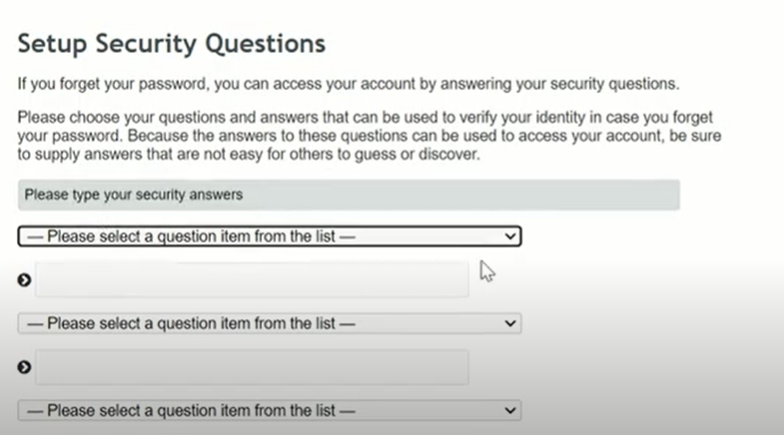 Setup Security Questions
If you forget your password, you can access your account by answering your security questions.
Please choose your questions and answers that can be used to verify your identity in case you forget
your password. Because the answers to these questions can be used to access your account, be sure
to supply answers that are not easy for others to guess or discover.
Please type your security answers
— Please select a question item from the list —
— Please select a question item from the list —
— Please select a question item from the list —